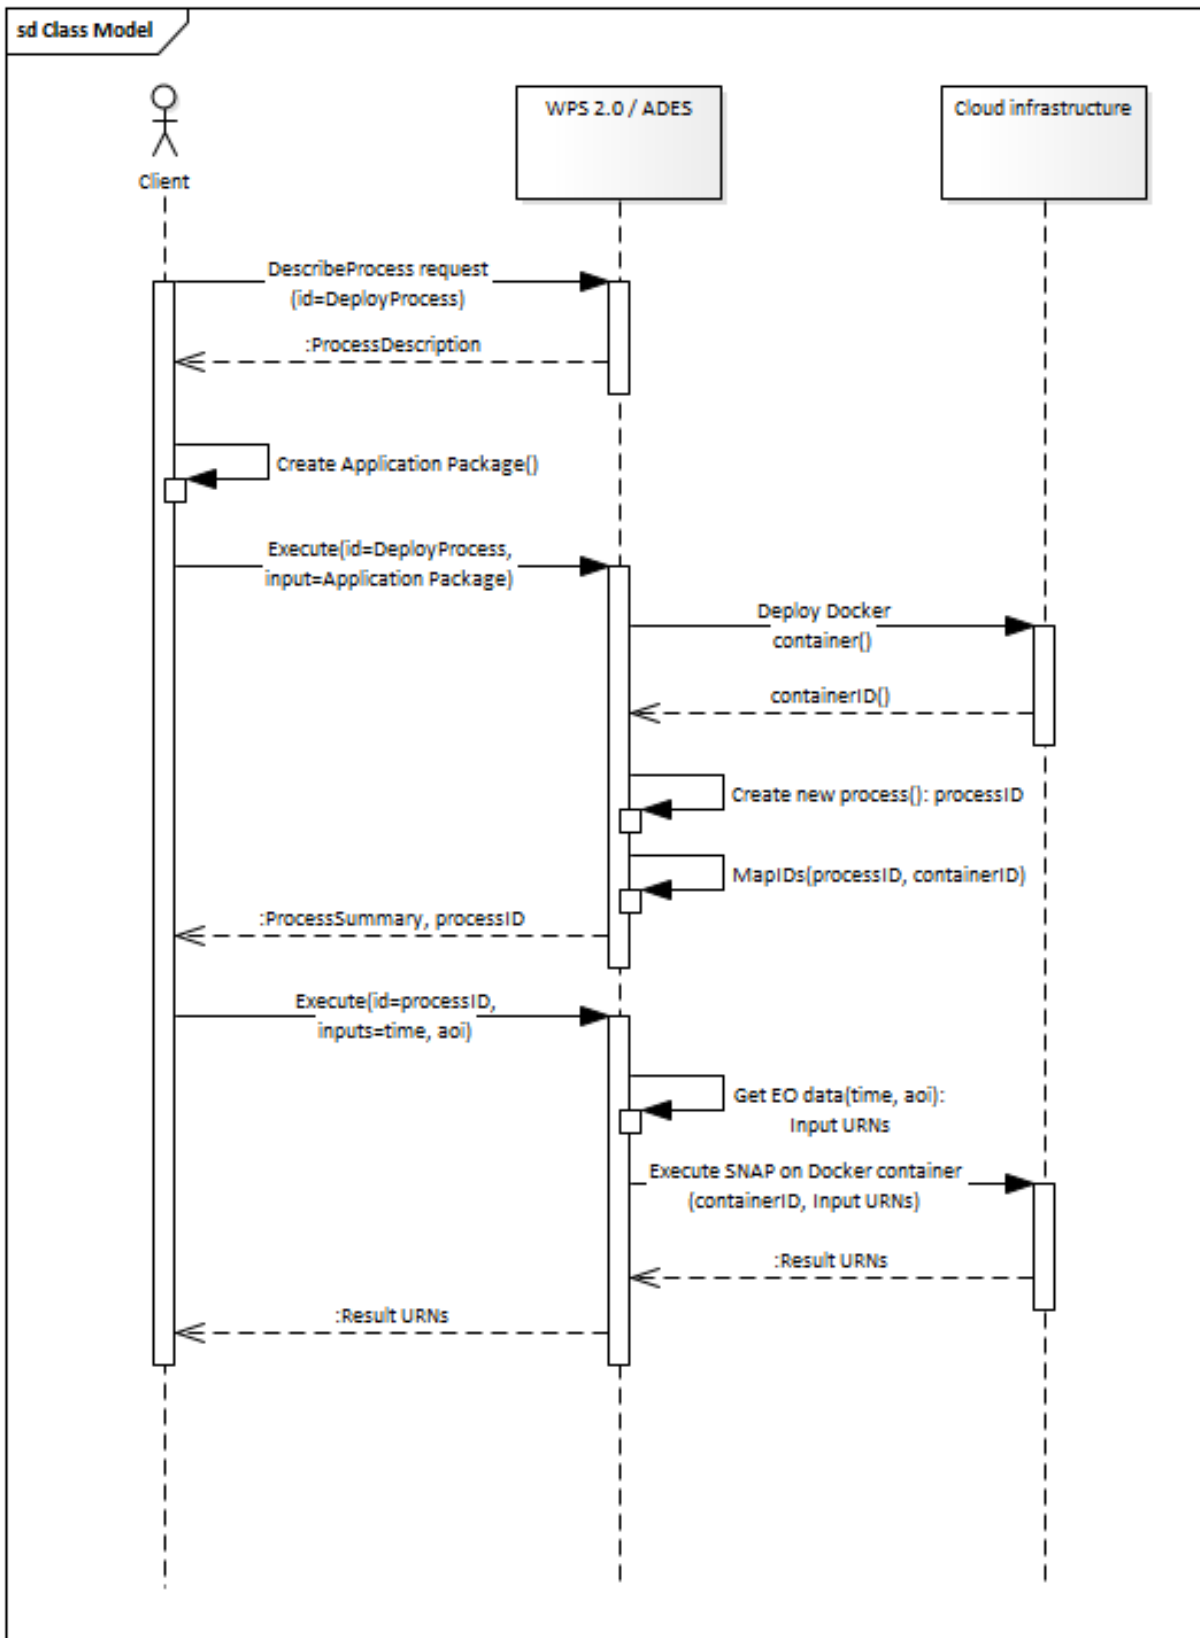 sd Class Model
WPS 2.0 / ADES
Cloud infrastructure
Client
DescribeProcess request
(id=DeployProcess)
:ProcessDescription
Create Application Package()
Execute(id=DeployProcess,
input=Application Package)
Deploy Docker
container()
containerID()
Create new process(): processID
MapIDs(processID, containerID)
:ProcessSummary, processID
Execute(id=processID,
inputs=time, aoi)
Get EO data(time, aoi):
Input URNs
Execute SNAP on Docker container
(containerID, Input URNs)
:Result URNs
:Result URNs